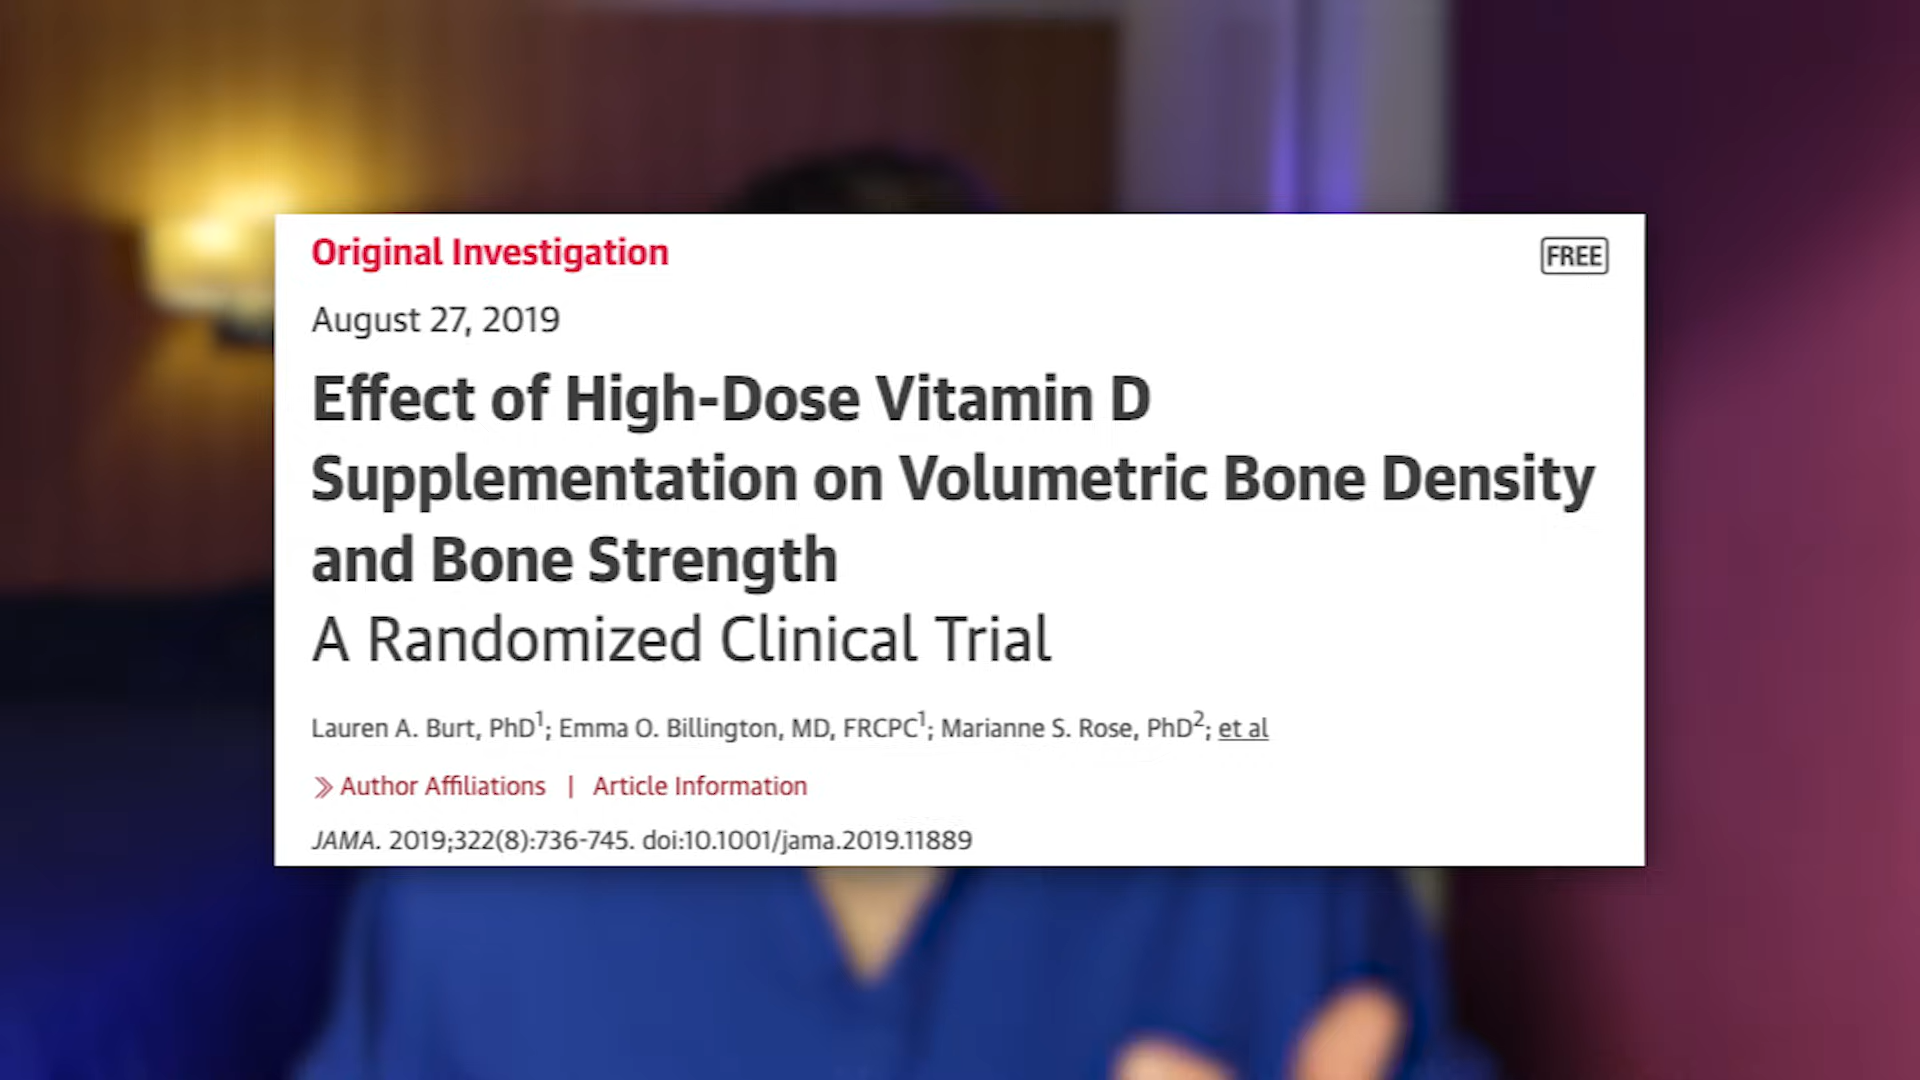 Original Investigation
FREE
August 27, 2019
Effect of High-Dose Vitamin D
Supplementation on Volumetric Bone Density
and Bone Strength
A Randomized Clinical Trial
Lauren A. Burt, PhD1; Emma O. Billington, MD, FRCPC1; Marianne S. Rose, PhD2; et al
» Author Affiliations | Article Information
JAMA. 2019;322(8):736-745. doi:10.1001/jama.2019.11889